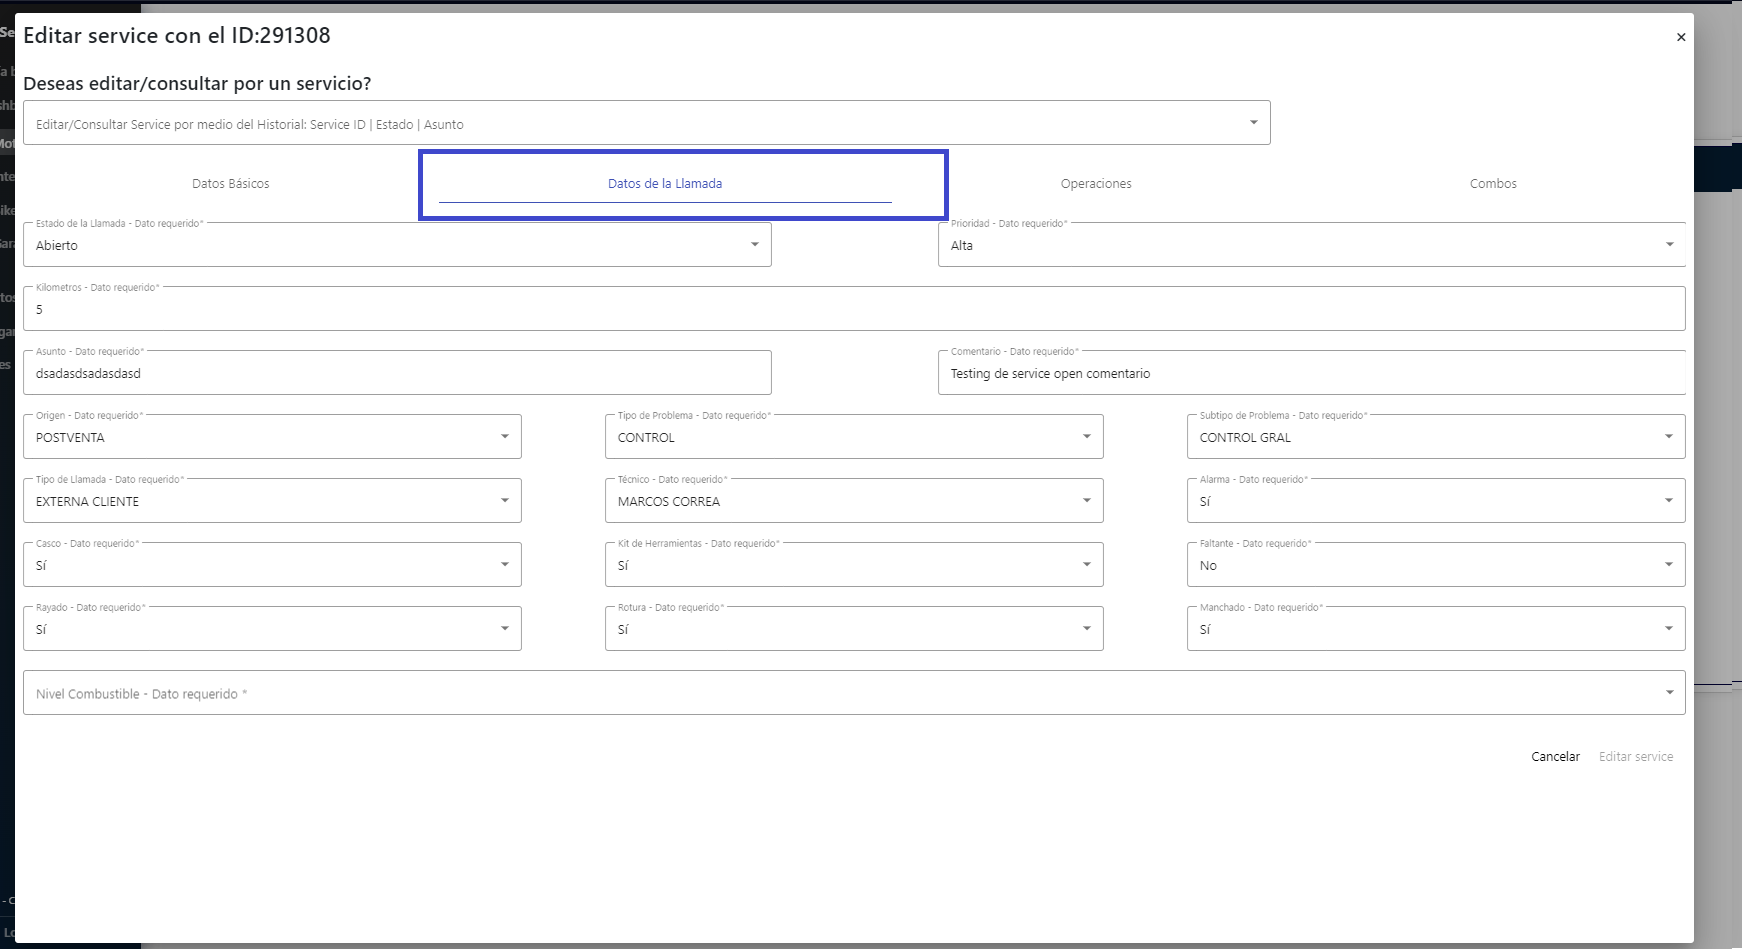 Editar service con el ID:291308
×
Deseas editar/consultar por un servicio?
Editar/Consultar Service por medio del Historial: Service ID | Estado | Asunto
Datos Básicos
Datos de la Llamada
Operaciones
Combos
Estado de la Llamada - Dato requerido*
Abierto
Prioridad - Dato requerido*
Alta
Kilometros - Dato requerido*
5
Asunto - Dato requerido*
dsadasdsadasdasd
Comentario - Dato requerido*
Testing de service open comentario
Origen - Dato requerido*
POSTVENTA
Tipo de Problema - Dato requerido*
CONTROL
Subtipo de Problema - Dato requerido*
CONTROL GRAL
Tipo de Llamada - Dato requerido*
EXTERNA CLIENTE
Técnico - Dato requerido*
MARCOS CORREA
Alarma - Dato requerido*
Sí
Casco - Dato requerido*
Sí
Kit de Herramientas - Dato requerido*
Sí
Faltante - Dato requerido*
No
Rayado - Dato requerido*
Sí
Rotura - Dato requerido*
Sí
Manchado - Dato requerido*
Sí
Nivel Combustible - Dato requerido *
Cancelar
Editar service